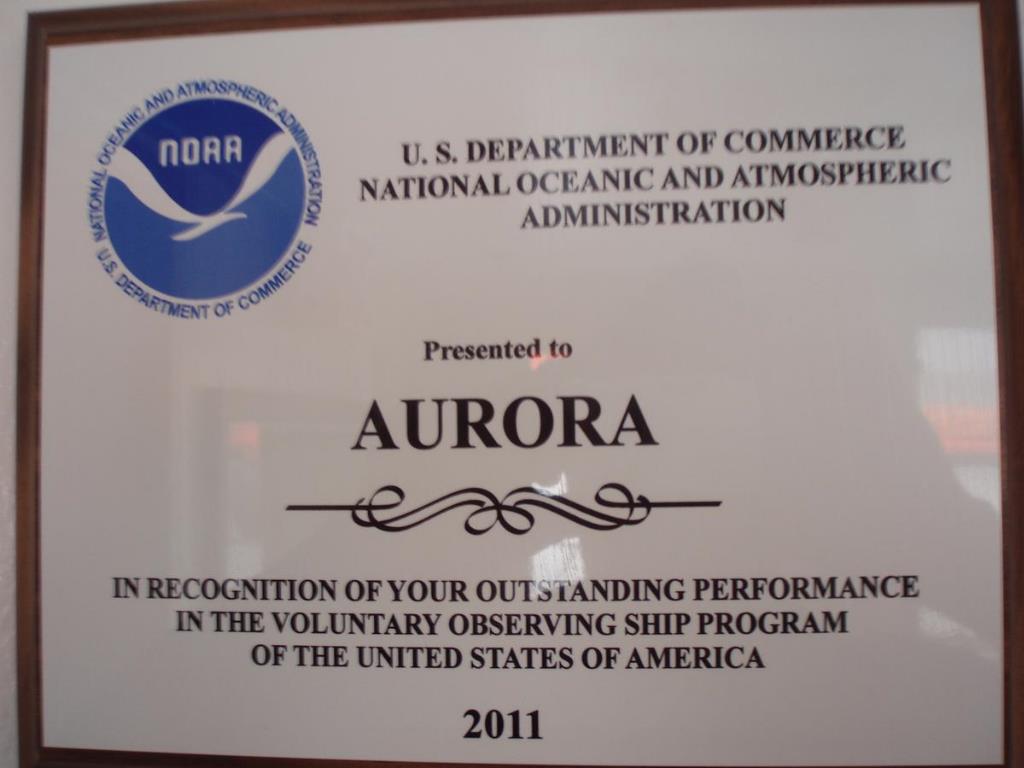 NATIONAL OCEANIC AND ATMOSPHERIC ADMINISTRATION
U.S. DEPARTMENT OF COMMERCE
NOAA
U. S. DEPARTMENT OF COMMERCE
NATIONAL OCEANIC AND ATMOSPHERIC
ADMINISTRATION
Presented to
AURORA
IN RECOGNITION OF YOUR OUTSTANDING PERFORMANCE
IN THE VOLUNTARY OBSERVING SHIP PROGRAM
OF THE UNITED STATES OF AMERICA
2011